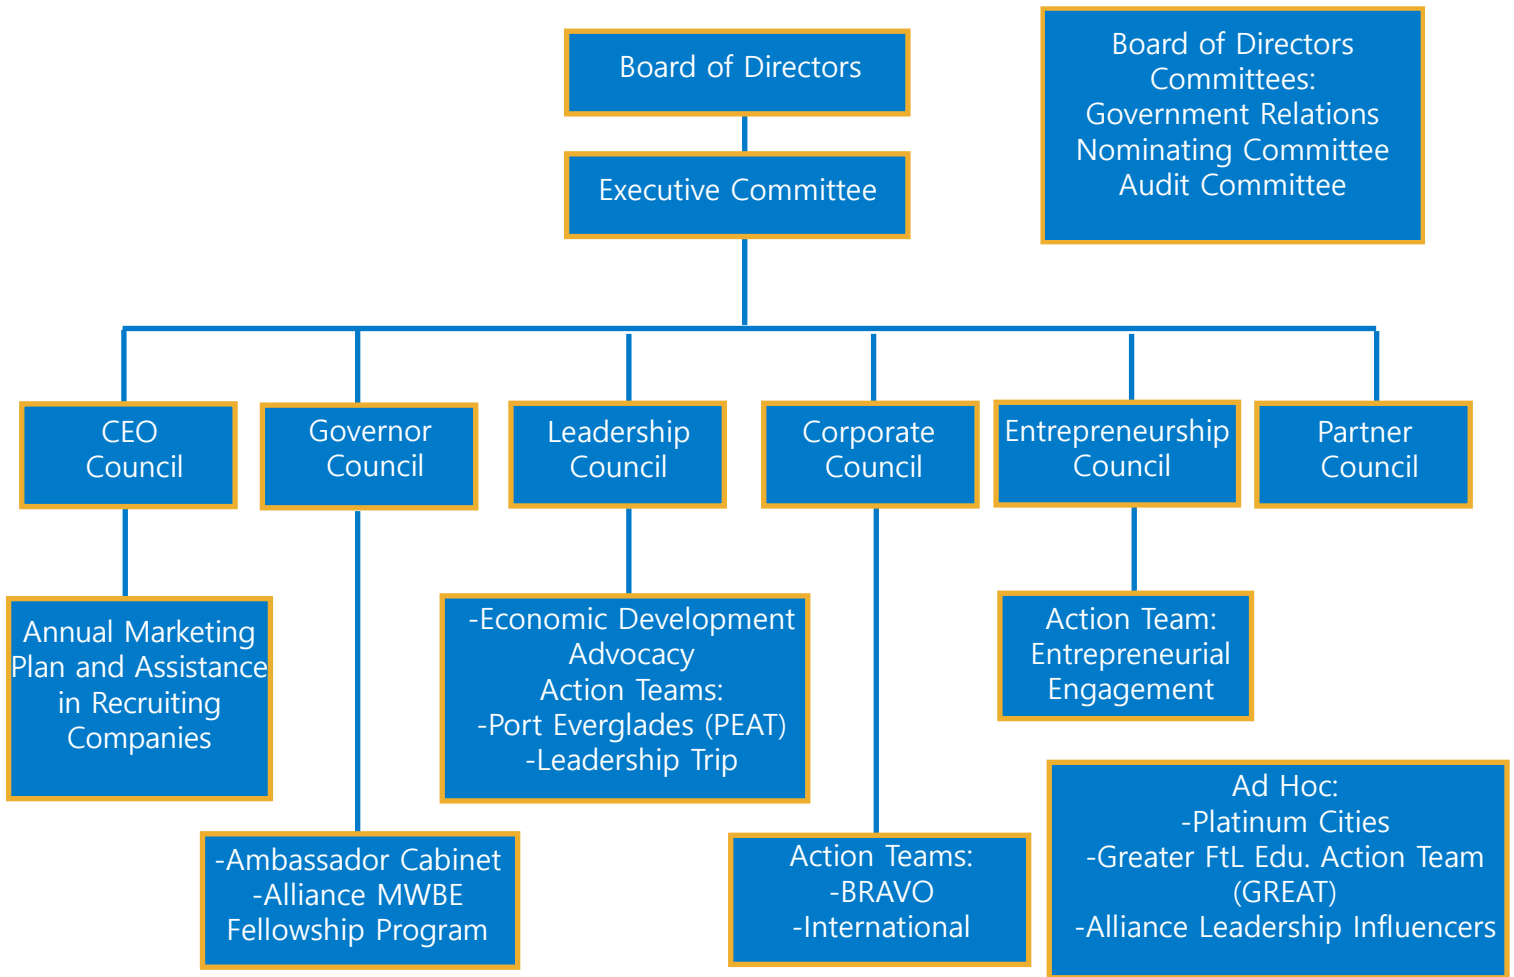 Board of Directors
Board of Directors
Committees:
Government Relations
Nominating Committee
Audit Committee
Executive Committee
CEO
Council
Governor
Council
Leadership
Council
Corporate
Council
Entrepreneurship
Council
Partner
Council
Annual Marketing
Plan and Assistance
in Recruiting
Companies
-Economic Development
Advocacy
Action Teams:
-Port Everglades (PEAT)
-Leadership Trip
Action Team:
Entrepreneurial
Engagement
-Ambassador Cabinet
-Alliance MWBE
Fellowship Program
Action Teams:
-BRAVO
-International
Ad Hoc:
-Platinum Cities
-Greater FtL Edu. Action Team
(GREAT)
-Alliance Leadership Influencers